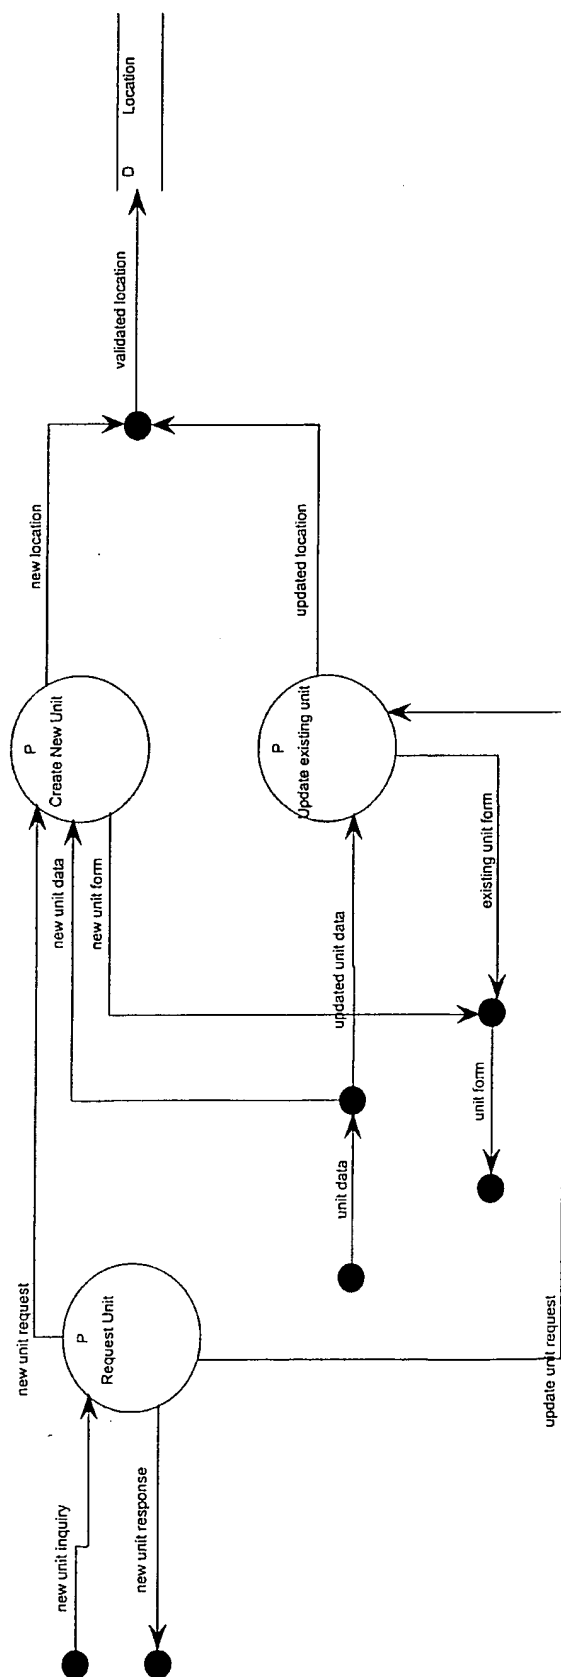 new unit inquiry
new unit response
new unit request
P
Request Unit
update unit request
unit data
unit form
new unit data
new unit form
updated unit data
existing unit form
P
Create New Unit
P
Update existing unit
new location
updated location
validated location
D Location